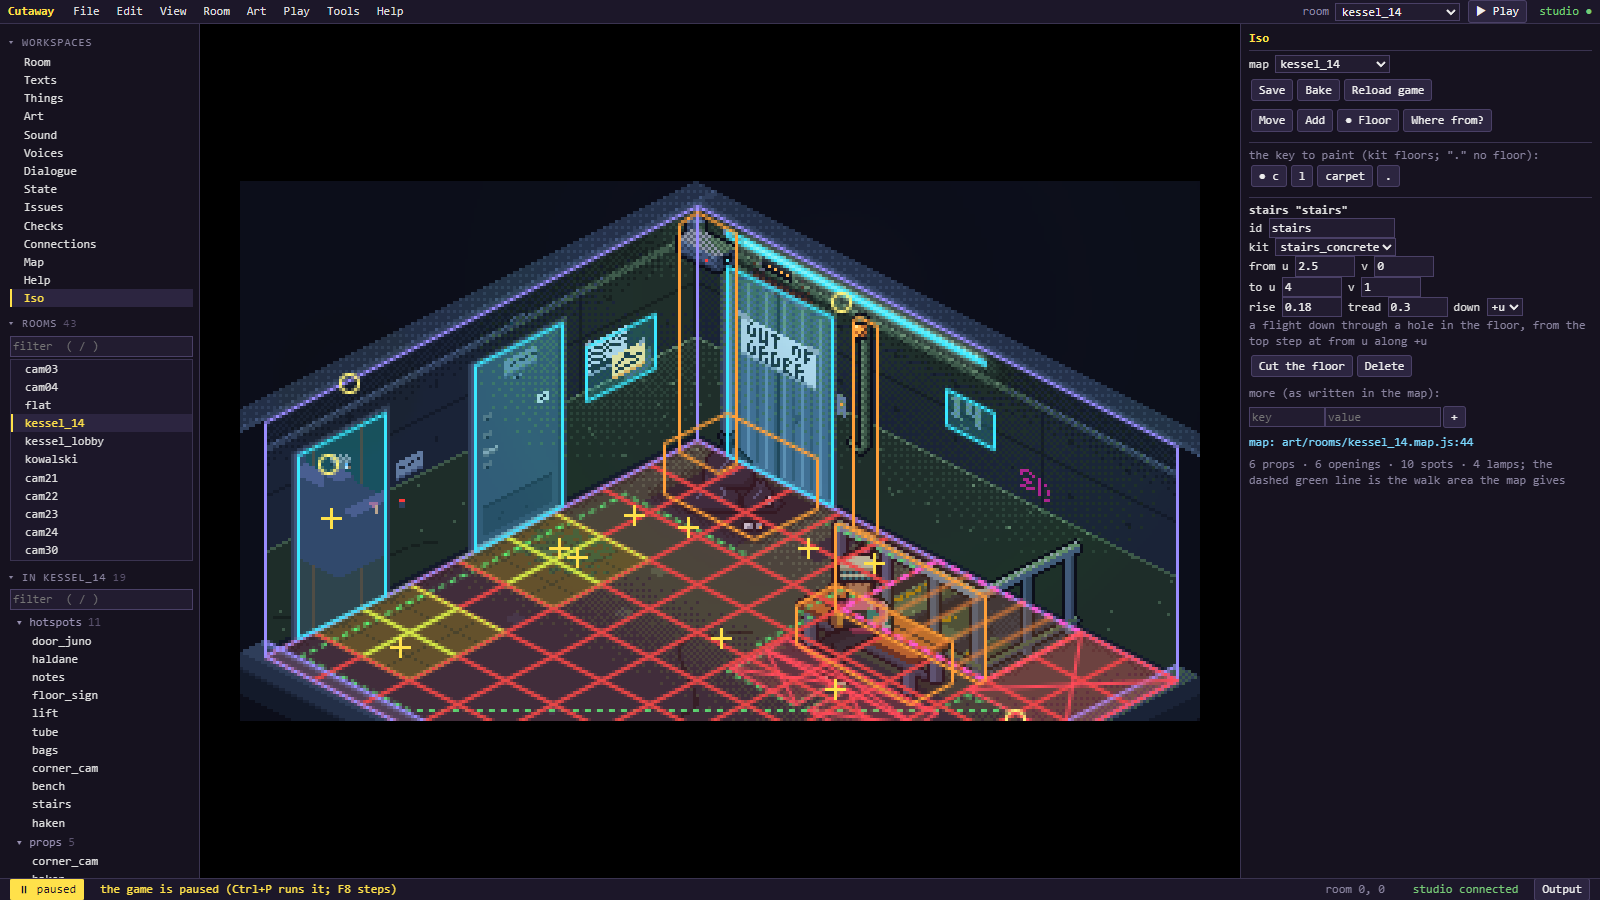 Cutaway File Edit View Room Art Play Tools Help room kessel_14 ▶ Play studio ●
▾ WORKSPACES
Room
Texts
Things
Art
Sound
Voices
Dialogue
State
Issues
Checks
Connections
Map
Help
Iso
▾ ROOMS 43
filter ( / )
cam03
cam04
flat
kessel_14
kessel_lobby
kowalski
cam21
cam22
cam23
cam24
cam30
▾ IN KESSEL_14 19
filter ( / )
▾ hotspots 11
door_juno
haldane
notes
floor_sign
lift
tube
bags
corner_cam
bench
stairs
haken
▾ props 5
corner_cam
OUT OF
Iso
map kessel_14
Save Bake Reload game
Move Add ● Floor Where from?
the key to paint (kit floors; "." no floor):
● c l carpet .
stairs "stairs"
id stairs
kit stairs_concrete
from u 2.5 v 0
to u 4 v 1
rise 0.18 tread 0.3 down +u
a flight down through a hole in the floor, from the
top step at from u along +u
Cut the floor Delete
more (as written in the map):
key value +
map: art/rooms/kessel_14.map.js:44
6 props · 6 openings · 10 spots · 4 lamps; the
dashed green line is the walk area the map gives
⏸ paused the game is paused (Ctrl+P runs it; F8 steps) room 0, 0 studio connected Output